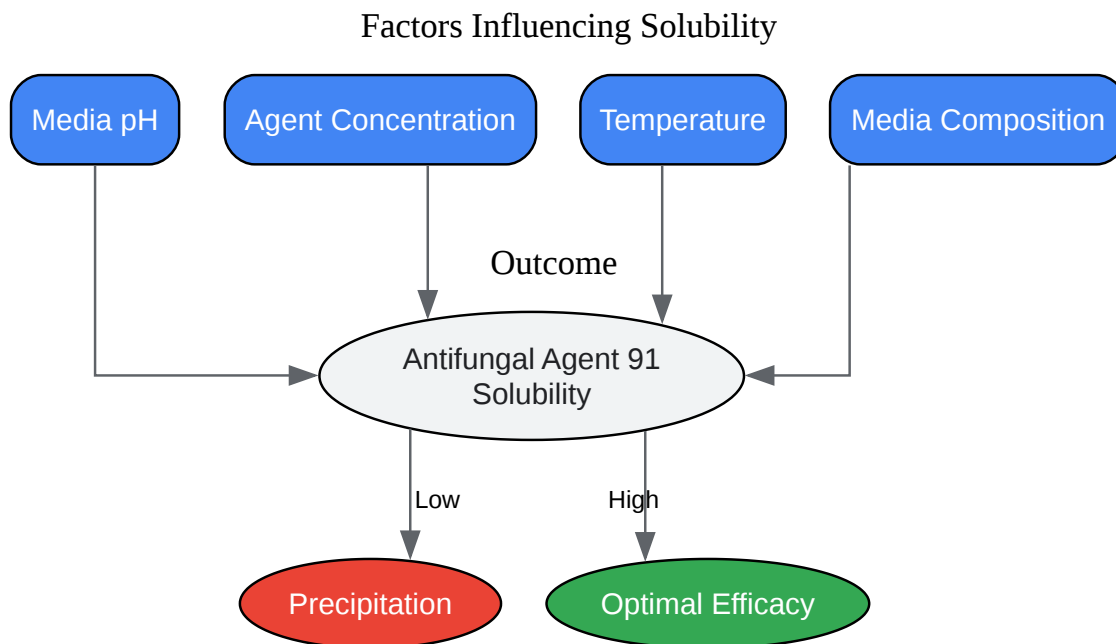 Factors Influencing Solubility
Media pH
Agent Concentration
Temperature
Media Composition
Outcome
Antifungal Agent 91
Solubility
Low
High
Precipitation
Optimal Efficacy